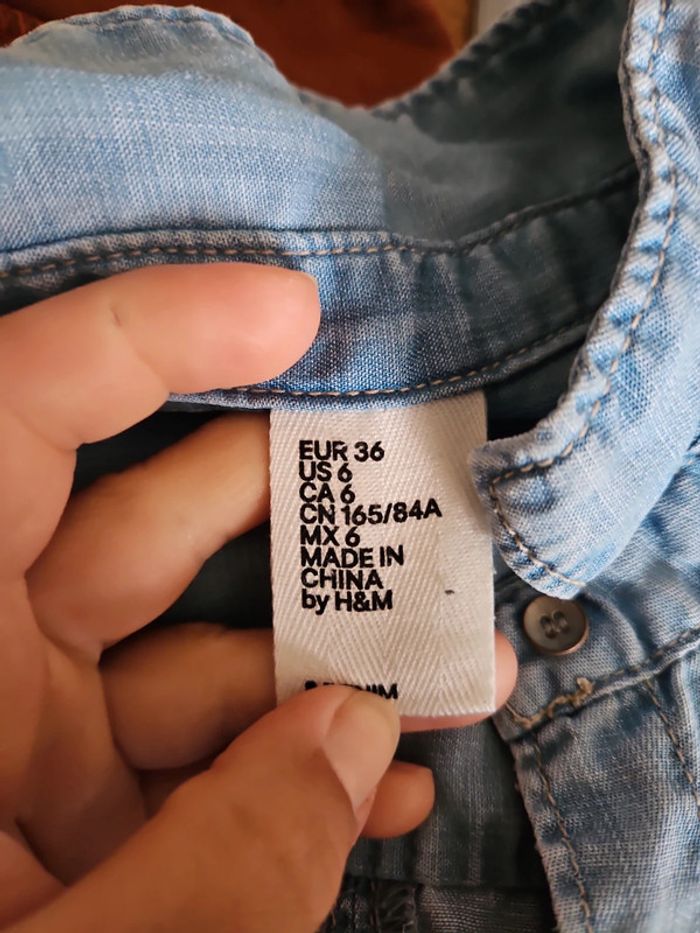 EUR 36
US 6
CA 6
CN 165/84A
MX 6
MADE IN
CHINA
by H&M